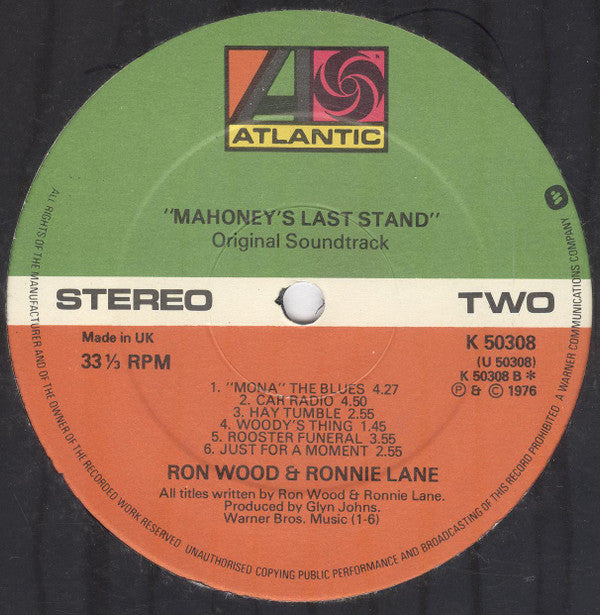 ATLANTIC
"MAHONEY'S LAST STAND"
Original Soundtrack
STEREO
TWO
Made in UK
33 ⅓ RPM
K 50308
(U 50308)
K 50308 B *
Ⓟ & © 1976
1. "MONA" THE BLUES 4.27
2. CAR RADIO 4.50
3. HAY TUMBLE 2.55
4. WOODY'S THING 1.45
5. ROOSTER FUNERAL 3.55
6. JUST FOR A MOMENT 2.55
RON WOOD & RONNIE LANE
All titles written by Ron Wood & Ronnie Lane.
Produced by Glyn Johns.
Warner Bros. Music (1-6)
ALL RIGHTS OF THE MANUFACTURER AND OF THE OWNER OF THE RECORDED WORK RESERVED. UNAUTHORISED COPYING PUBLIC PERFORMANCE AND BROADCASTING OF THIS RECORD PROHIBITED. A WARNER COMMUNICATIONS COMPANY